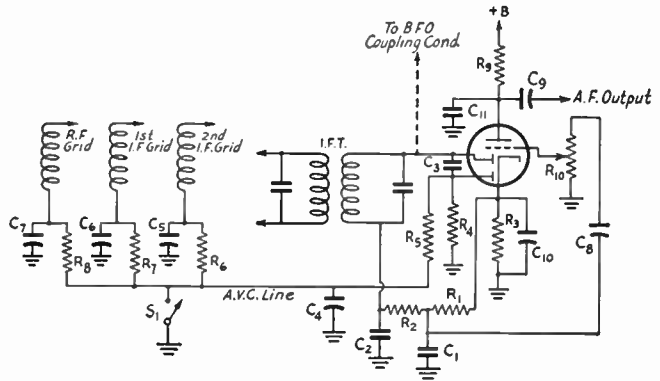 To BFO
Coupling Cond.
+B
R9
C9
A.F. Output
C11
R.F
Grid
1st
I.F. Grid
2nd
I.F. Grid
I.F.T.
C3
R10
C7
C6
C5
R5
R4
R3
C10
C8
R8
R7
R6
A.V.C. Line
S1
C4
R2
R1
C2
C1